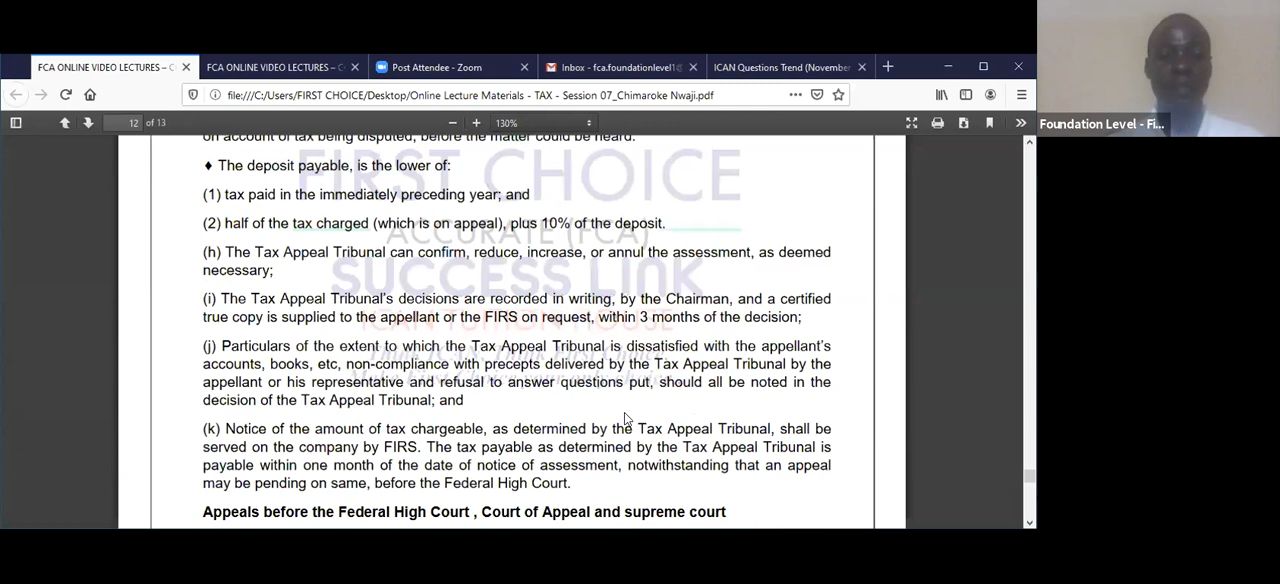 FCA ONLINE VIDEO LECTURES – C
FCA ONLINE VIDEO LECTURES – C
Post Attendee - Zoom
Inbox - fca.foundationlevel1@
ICAN Questions Trend (November
file:///C:/Users/FIRST CHOICE/Desktop/Online Lecture Materials - TAX - Session 07_Chimaroke Nwaji.pdf
Foundation Level - Fi...
12 of 13
130%
on account of tax being disputed, before the matter could be heard.
♦ The deposit payable, is the lower of:
(1) tax paid in the immediately preceding year; and
(2) half of the tax charged (which is on appeal), plus 10% of the deposit.
(h) The Tax Appeal Tribunal can confirm, reduce, increase, or annul the assessment, as deemed
necessary;
(i) The Tax Appeal Tribunal's decisions are recorded in writing, by the Chairman, and a certified
true copy is supplied to the appellant or the FIRS on request, within 3 months of the decision;
(j) Particulars of the extent to which the Tax Appeal Tribunal is dissatisfied with the appellant's
accounts, books, etc, non-compliance with precepts delivered by the Tax Appeal Tribunal by the
appellant or his representative and refusal to answer questions put, should all be noted in the
decision of the Tax Appeal Tribunal; and
(k) Notice of the amount of tax chargeable, as determined by the Tax Appeal Tribunal, shall be
served on the company by FIRS. The tax payable as determined by the Tax Appeal Tribunal is
payable within one month of the date of notice of assessment, notwithstanding that an appeal
may be pending on same, before the Federal High Court.
Appeals before the Federal High Court , Court of Appeal and supreme court
FIRST CHOICE
ACCURATE (FCA)
SUCCESS LINK
ICAN TUITION HOUSE